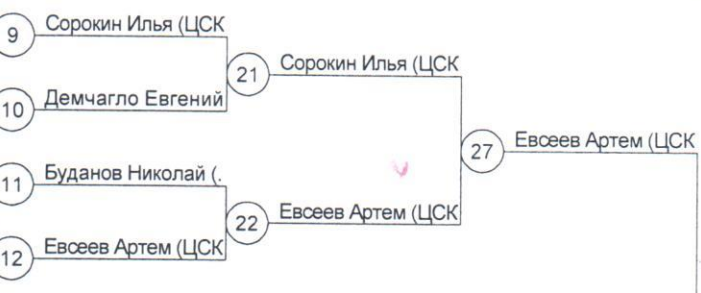 9 Сорокин Илья (ЦСК
21 Сорокин Илья (ЦСК
10 Демчагло Евгений
27 Евсеев Артем (ЦСК
11 Буданов Николай (.
22 Евсеев Артем (ЦСК
12 Евсеев Артем (ЦСК